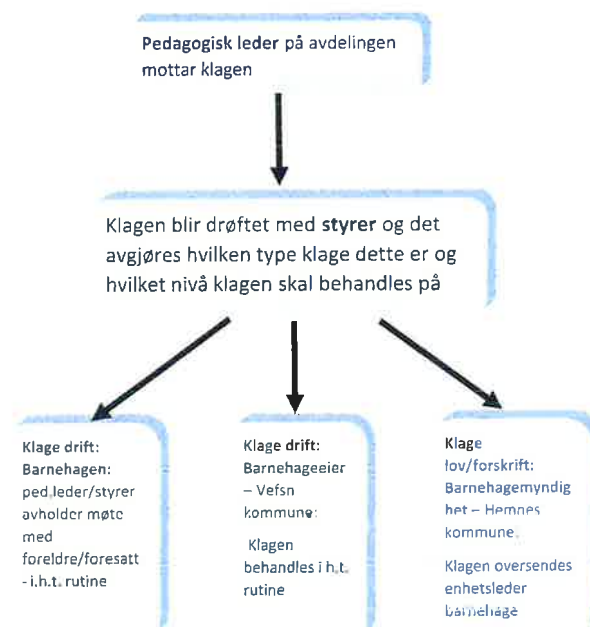 Pedagogisk leder på avdelingen
mottar klagen
Klagen blir drøftet med styrer og det
avgjøres hvilken type klage dette er og
hvilket nivå klagen skal behandles på
Klage drift:
Barnehagen:
ped.leder/styrer
avholder møte
med
foreldre/foresatt
- i.h.t. rutine
Klage drift:
Barnehageeier
– Vefsn
kommune:
Klagen
behandles i h.t.
rutine
Klage
lov/forskrift:
Barnehagemyndig
het – Hemnes
kommune.
Klagen oversendes
enhetsleder
barnehage